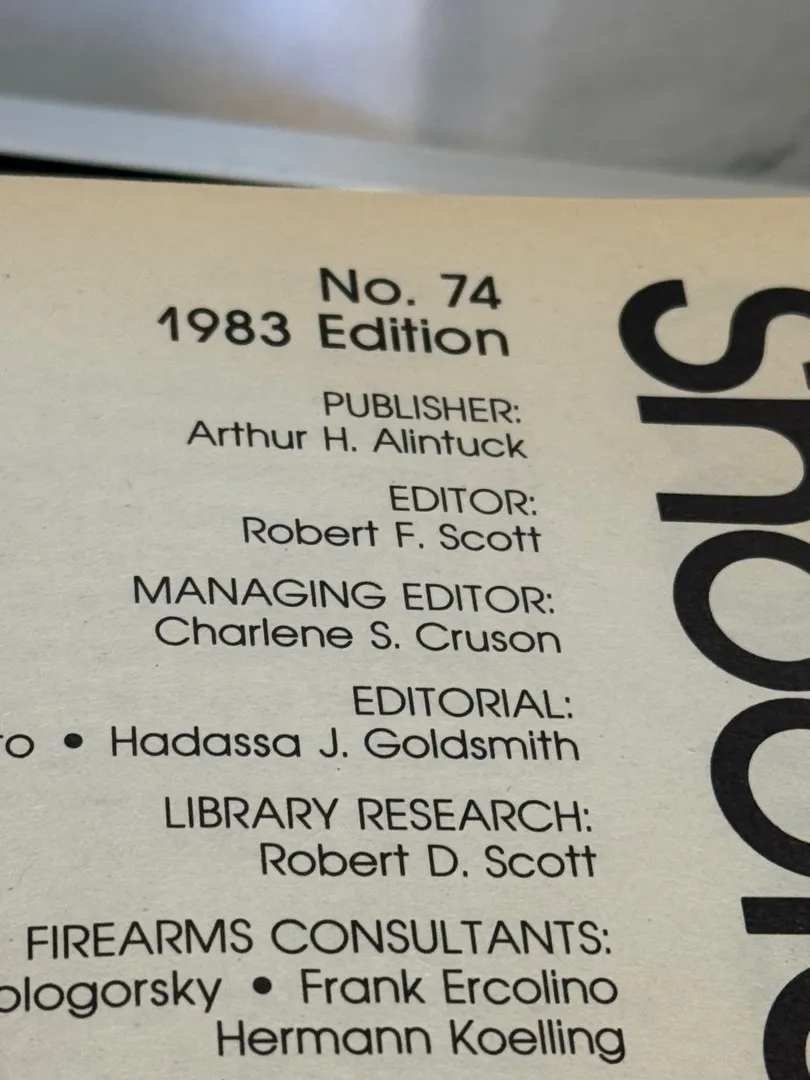 No. 74
1983 Edition
PUBLISHER:
Arthur H. Alintuck
EDITOR:
Robert F. Scott
MANAGING EDITOR:
Charlene S. Cruson
EDITORIAL:
• Hadassa J. Goldsmith
LIBRARY RESEARCH:
Robert D. Scott
FIREARMS CONSULTANTS:
ologorsky • Frank Ercolino
Hermann Koelling